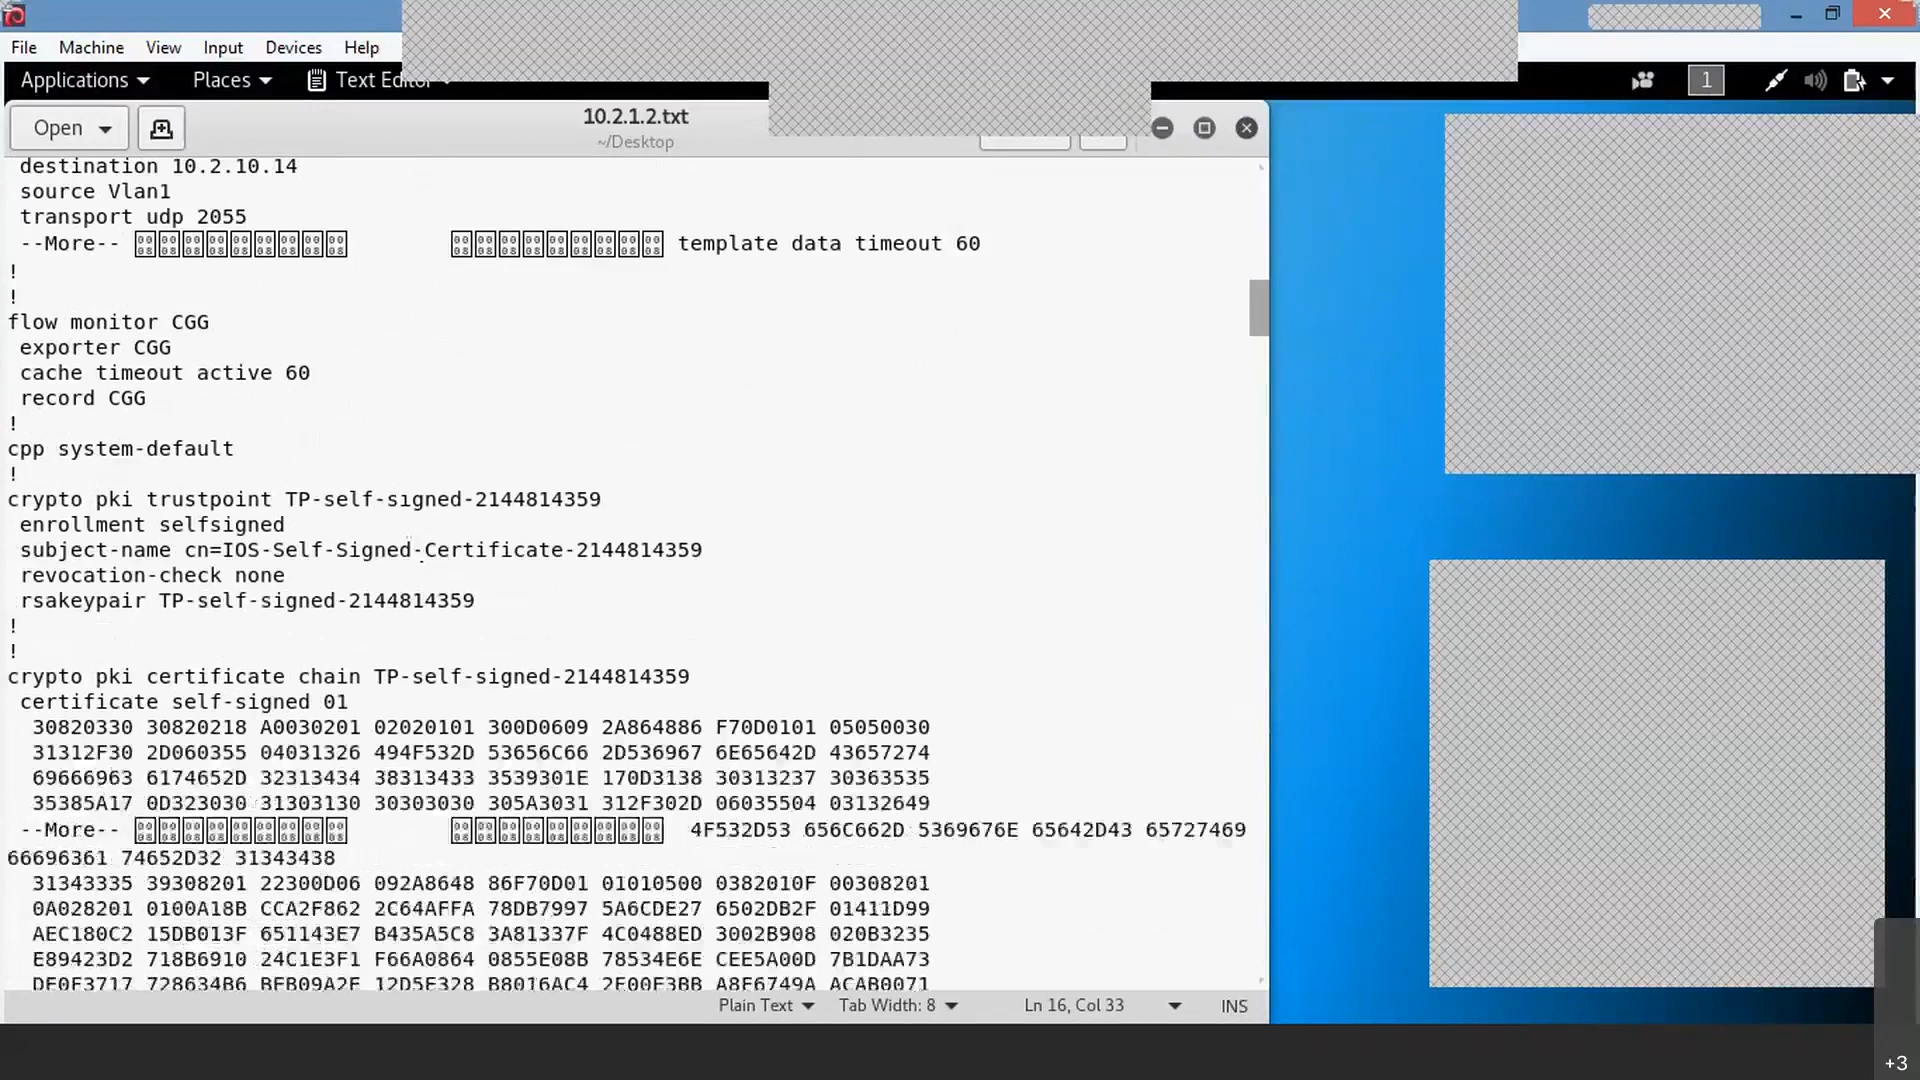 File Machine View Input Devices Help
Applications Places Text Editor 1
Open
10.2.1.2.txt
~/Desktop
destination 10.2.10.14
source Vlan1
transport udp 2055
--More-- template data timeout 60
!
!
flow monitor CGG
exporter CGG
cache timeout active 60
record CGG
!
cpp system-default
!
crypto pki trustpoint TP-self-signed-2144814359
enrollment selfsigned
subject-name cn=IOS-Self-Signed-Certificate-2144814359
revocation-check none
rsakeypair TP-self-signed-2144814359
!
!
crypto pki certificate chain TP-self-signed-2144814359
certificate self-signed 01
30820330 30820218 A0030201 02020101 300D0609 2A864886 F70D0101 05050030
31312F30 2D060355 04031326 494F532D 53656C66 2D536967 6E65642D 43657274
69666963 6174652D 32313434 38313433 3539301E 170D3138 30313237 30363535
35385A17 0D323030 31303130 30303030 305A3031 312F302D 06035504 03132649
--More-- 4F532D53 656C662D 5369676E 65642D43 65727469
66696361 74652D32 31343438
31343335 39308201 22300D06 092A8648 86F70D01 01010500 0382010F 00308201
0A028201 0100A18B CCA2F862 2C64AFFA 78DB7997 5A6CDE27 6502DB2F 01411D99
AEC180C2 15DB013F 651143E7 B435A5C8 3A81337F 4C0488ED 3002B908 020B3235
E89423D2 718B6910 24C1E3F1 F66A0864 0855E08B 78534E6E CEE5A00D 7B1DAA73
DE0F3717 728634B6 BFB09A2E 12D5E328 B8016AC4 2E00F3BB A8F6749A ACAB0071
Plain Text Tab Width: 8 Ln 16, Col 33 INS
+3